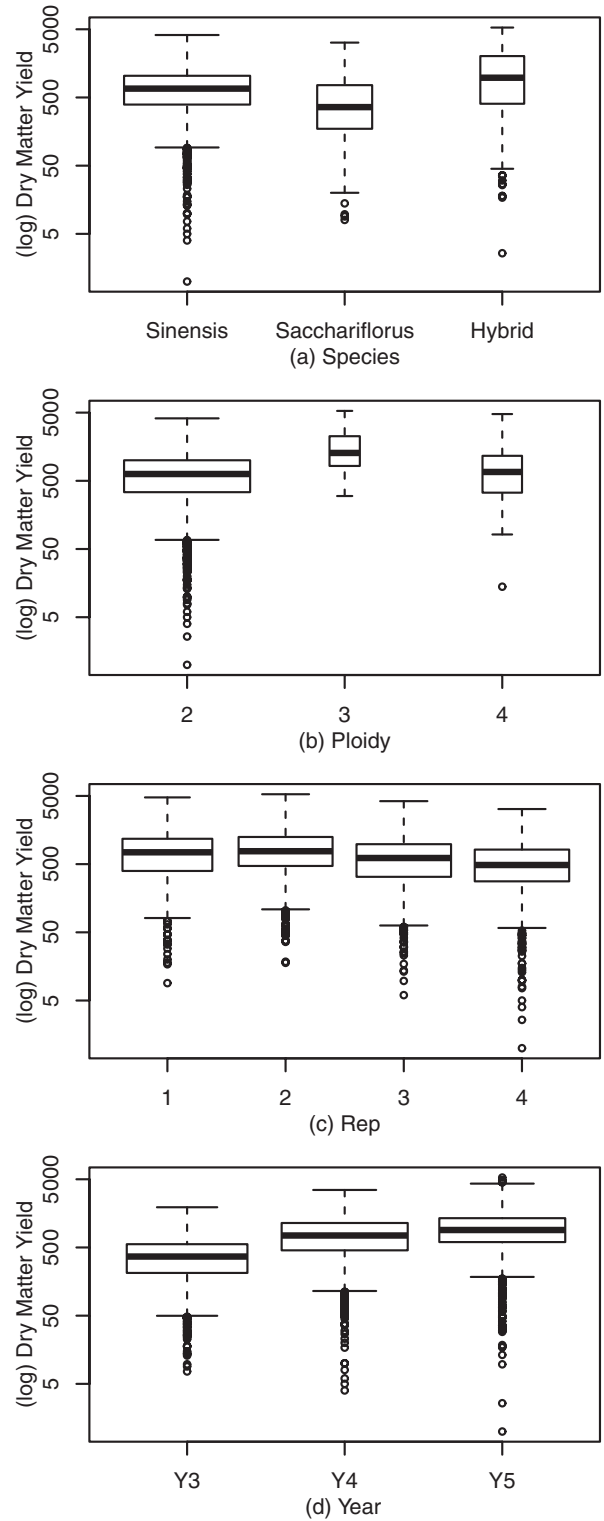 (log) Dry Matter Yield
5000
500
50
5
Sinensis Sacchariflorus Hybrid
(a) Species
(log) Dry Matter Yield
5000
500
50
5
2 3 4
(b) Ploidy
(log) Dry Matter Yield
5000
500
50
5
1 2 3 4
(c) Rep
(log) Dry Matter Yield
5000
500
50
5
Y3 Y4 Y5
(d) Year